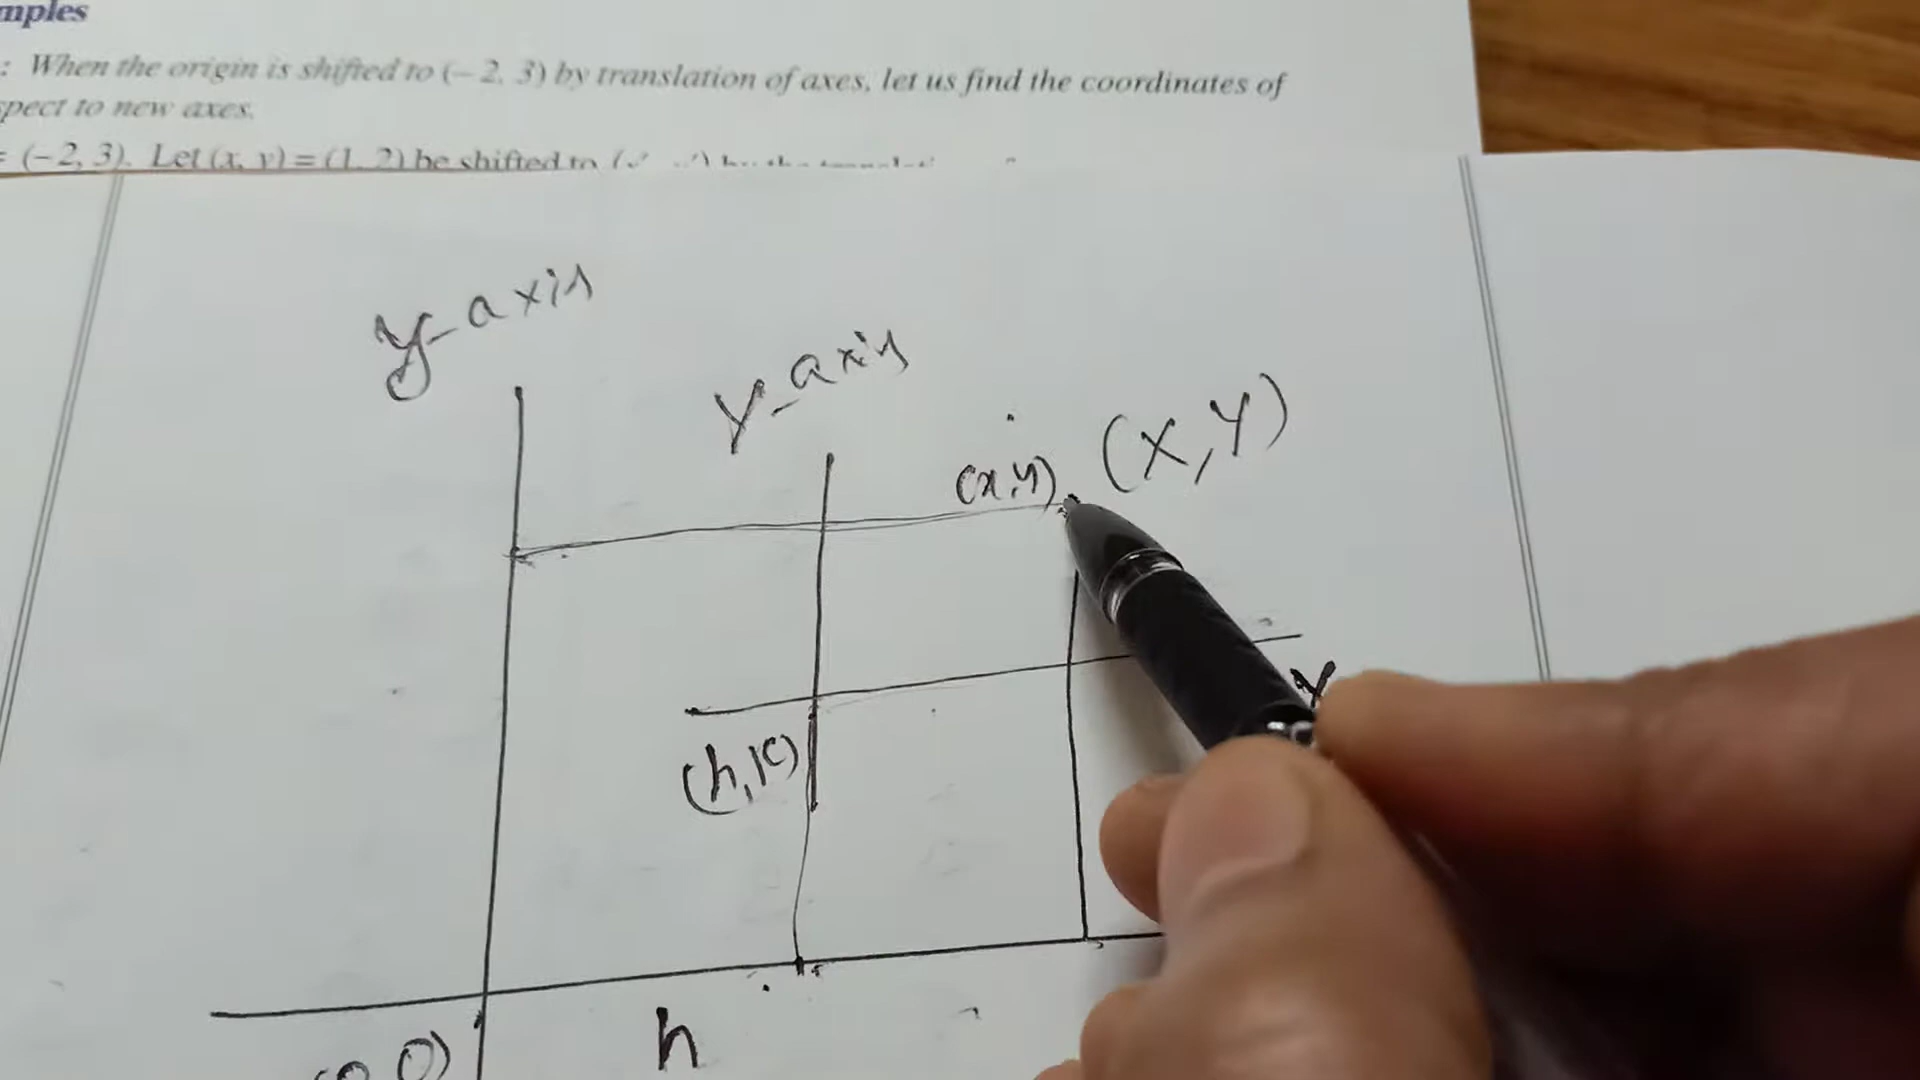 mples
: When the origin is shifted to (– 2, 3) by translation of axes, let us find the coordinates of
spect to new axes.
= (– 2, 3). Let (x, y) = (1, 2) be shifted to
y-axis
Y-axis
(x,y) (X,Y)
X
(h,k)
h
0)